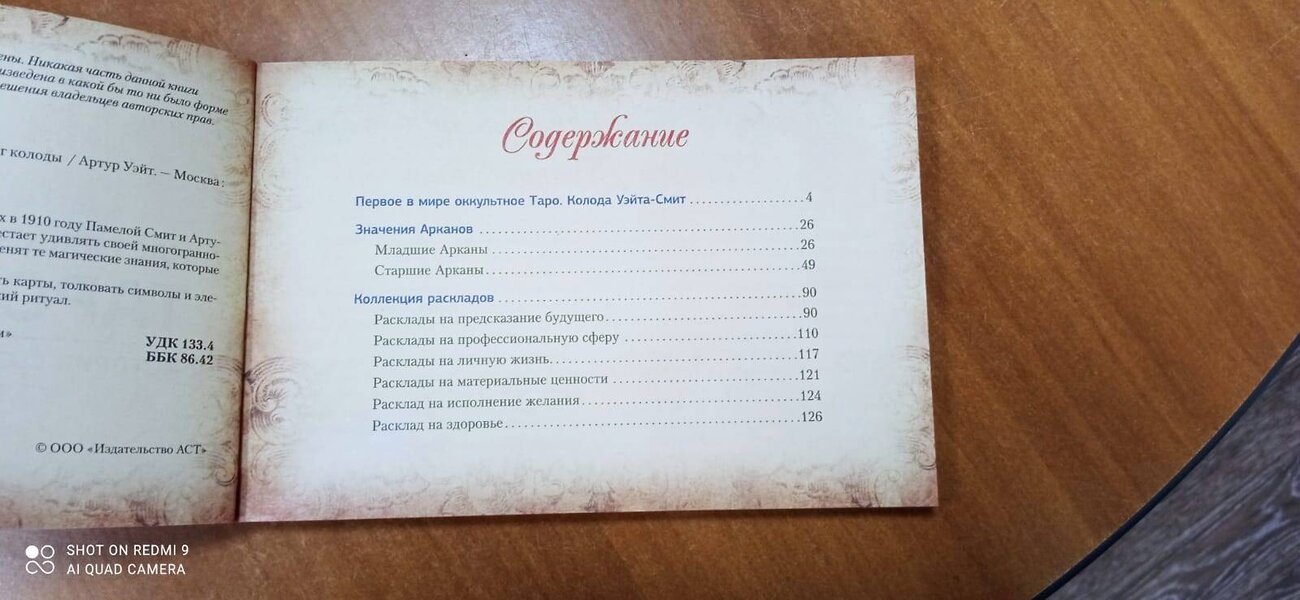 ены. Никакая часть данной книги
изведена в какой бы то ни было форме
ешения владельцев авторских прав.
г колоды / Артур Уэйт. — Москва :
х в 1910 году Памелой Смит и Арту-
стает удивлять своей многогранно-
енят те магические знания, которые
ть карты, толковать символы и эле-
ий ритуал.
и»
УДК 133.4
ББК 86.42
© ООО «Издательство АСТ»
Содержание
Первое в мире оккультное Таро. Колода Уэйта-Смит ................... 4
Значения Арканов ................... 26
Младшие Арканы ................... 26
Старшие Арканы ................... 49
Коллекция раскладов ................... 90
Расклады на предсказание будущего ................... 90
Расклады на профессиональную сферу ................... 110
Расклады на личную жизнь ................... 117
Расклады на материальные ценности ................... 121
Расклад на исполнение желания ................... 124
Расклад на здоровье ................... 126
SHOT ON REDMI 9
AI QUAD CAMERA